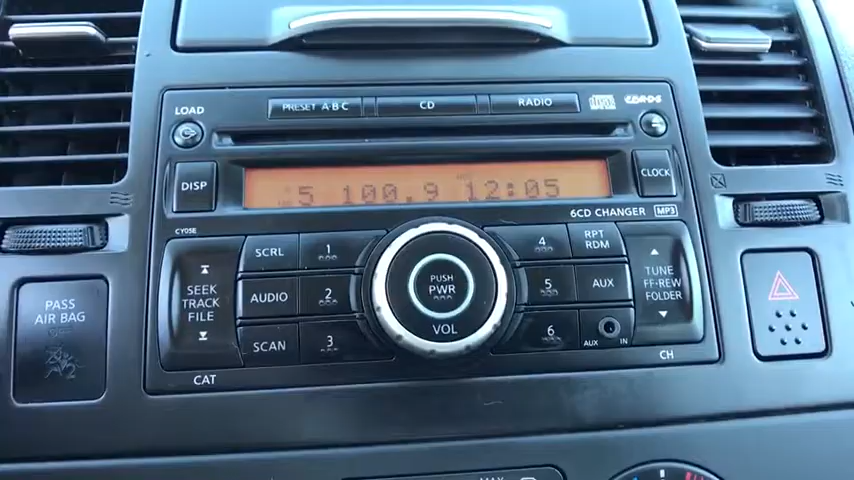 LOAD
PRESET A·B·C
CD
RADIO
RDS
DISP
5 100.9 12:05
CLOCK
CY05E
6CD CHANGER MP3
SCRL
1
4
RPT
RDM
SEEK
TRACK
FILE
AUDIO
2
PUSH
PWR
VOL
5
AUX
TUNE
FF·REW
FOLDER
SCAN
3
6
AUX IN
CAT
CH
PASS
AIR BAG